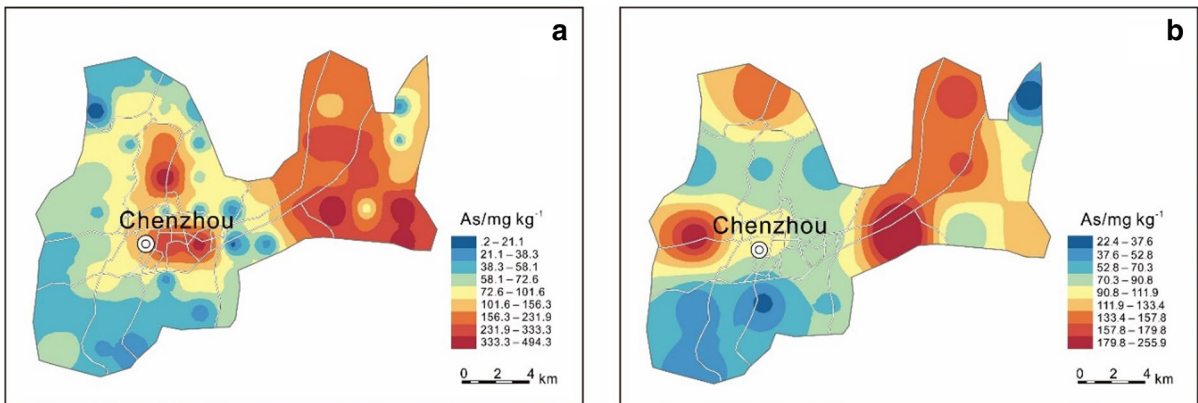 a
Chenzhou
As/mg kg-1
.2–21.1
21.1–38.3
38.3–58.1
58.1–72.6
72.6–101.6
101.6–156.3
156.3–231.9
231.9–333.3
333.3–494.3
0 2 4
km
b
Chenzhou
As/mg kg-1
22.4–37.6
37.6–52.8
52.8–70.3
70.3–90.8
90.8–111.9
111.9–133.4
133.4–157.8
157.8–179.8
179.8–255.9
0 2 4
km